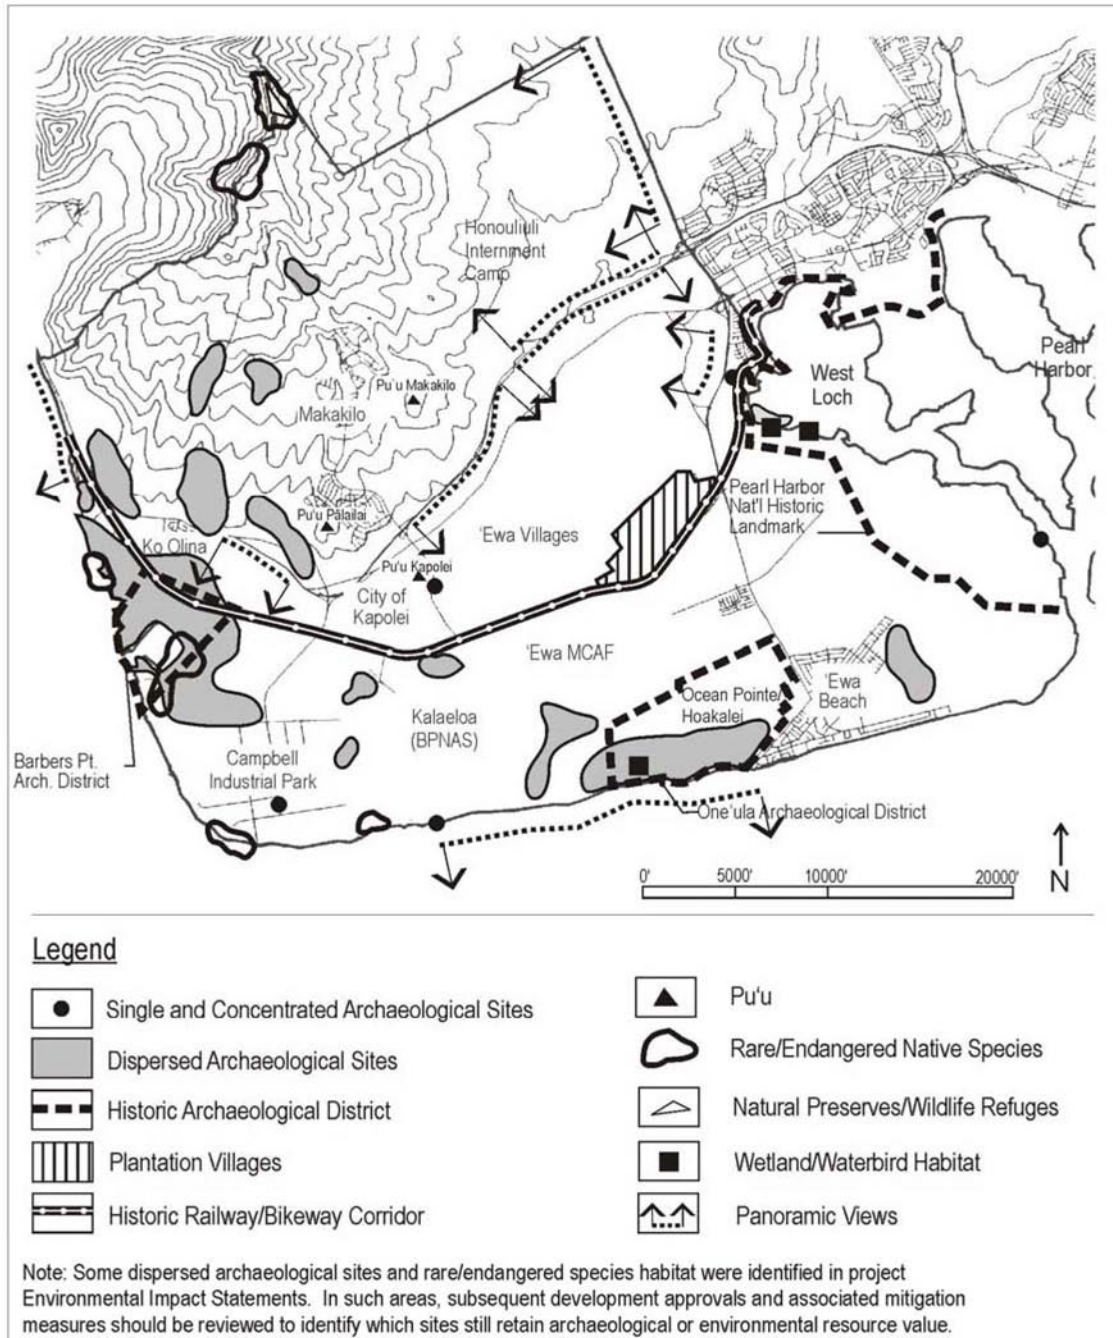 Honouliuli
Internment
Camp
Pearl
Harbor
West
Loch
Pu'u Makakilo
Makakilo
Pearl Harbor
Nat'l Historic
Landmark
Pu'u Pālailai
Ko Olina
'Ewa Villages
Pu'u Kapolei
City of
Kapolei
'Ewa MCAF
'Ewa
Beach
Ocean Pointe/
Hoakalei
Kalaeloa
(BPNAS)
Barbers Pt.
Arch. District
Campbell
Industrial Park
One'ula Archaeological District
0' 5000' 10000' 20000'
N
Legend
Single and Concentrated Archaeological Sites
Dispersed Archaeological Sites
Historic Archaeological District
Plantation Villages
Historic Railway/Bikeway Corridor
Pu'u
Rare/Endangered Native Species
Natural Preserves/Wildlife Refuges
Wetland/Waterbird Habitat
Panoramic Views
Note: Some dispersed archaeological sites and rare/endangered species habitat were identified in project
Environmental Impact Statements. In such areas, subsequent development approvals and associated mitigation
measures should be reviewed to identify which sites still retain archaeological or environmental resource value.